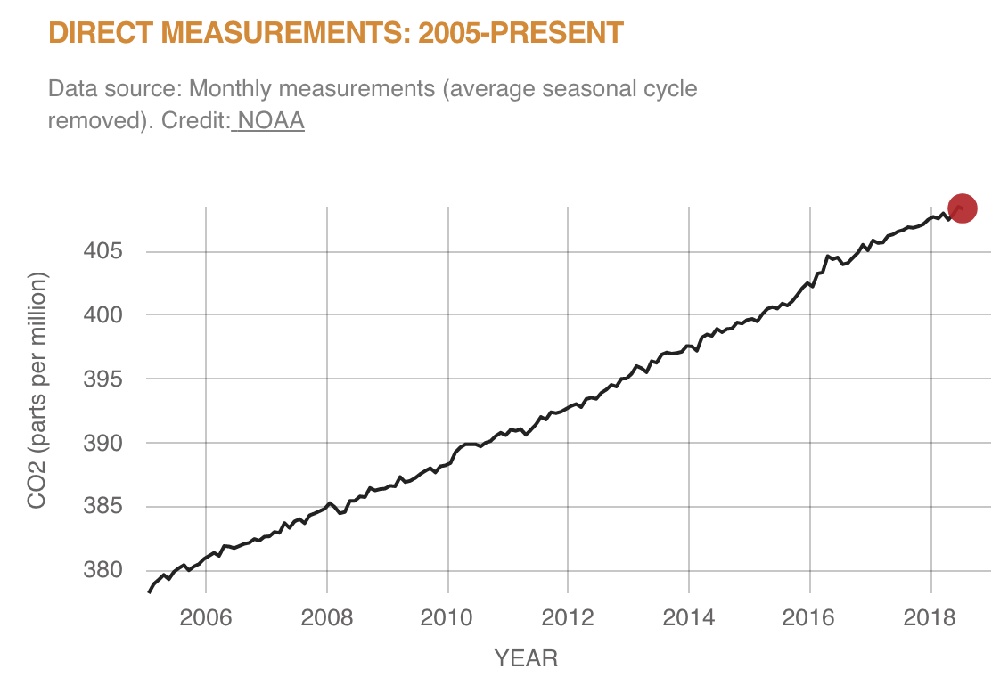 DIRECT MEASUREMENTS: 2005-PRESENT
Data source: Monthly measurements (average seasonal cycle
removed). Credit: NOAA
405
400
395
390
385
380
CO2 (parts per million)
2006 2008 2010 2012 2014 2016 2018
YEAR